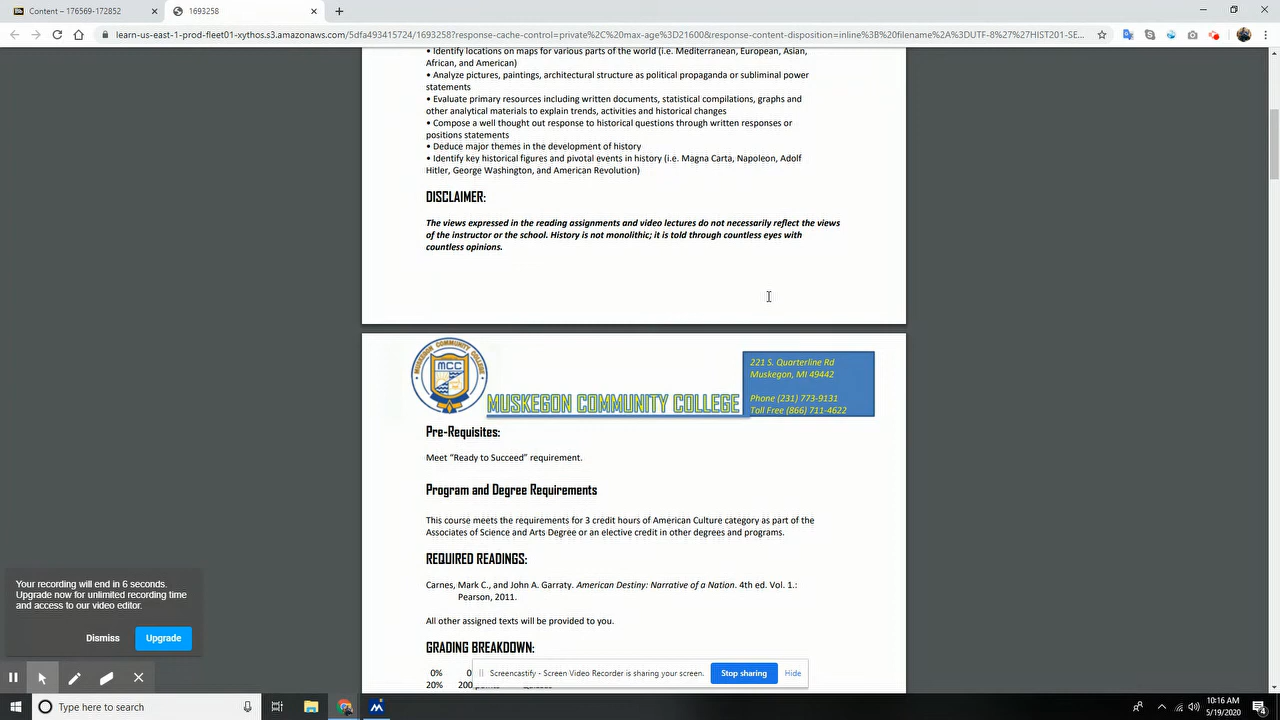 Content – 176569-172852
1693258
learn-us-east-1-prod-fleet01-xythos.s3.amazonaws.com/5dfa493415724/1693258?response-cache-control=private%2C%20max-age%3D21600&response-content-disposition=inline%3B%20filename%2A%3DUTF-8%27%27HIST201-SE...
• Identify locations on maps for various parts of the world (i.e. Mediterranean, European, Asian,
African, and American)
• Analyze pictures, paintings, architectural structure as political propaganda or subliminal power
statements
• Evaluate primary resources including written documents, statistical compilations, graphs and
other analytical materials to explain trends, activities and historical changes
• Compose a well thought out response to historical questions through written responses or
positions statements
• Deduce major themes in the development of history
• Identify key historical figures and pivotal events in history (i.e. Magna Carta, Napoleon, Adolf
Hitler, George Washington, and American Revolution)
DISCLAIMER:
The views expressed in the reading assignments and video lectures do not necessarily reflect the views
of the instructor or the school. History is not monolithic; it is told through countless eyes with
countless opinions.
MUSKEGON COMMUNITY COLLEGE
MCC
MUSKEGON COMMUNITY COLLEGE
221 S. Quarterline Rd
Muskegon, MI 49442
Phone (231) 773-9131
Toll Free (866) 711-4622
Pre-Requisites:
Meet “Ready to Succeed” requirement.
Program and Degree Requirements
This course meets the requirements for 3 credit hours of American Culture category as part of the
Associates of Science and Arts Degree or an elective credit in other degrees and programs.
REQUIRED READINGS:
Carnes, Mark C., and John A. Garraty. American Destiny: Narrative of a Nation. 4th ed. Vol. 1.:
Pearson, 2011.
All other assigned texts will be provided to you.
GRADING BREAKDOWN:
0% 0
20% 200
Your recording will end in 6 seconds.
Upgrade now for unlimited recording time
and access to our video editor.
Dismiss
Upgrade
Screencastify - Screen Video Recorder is sharing your screen.
Stop sharing
Hide
Type here to search
10:16 AM
5/19/2020
4